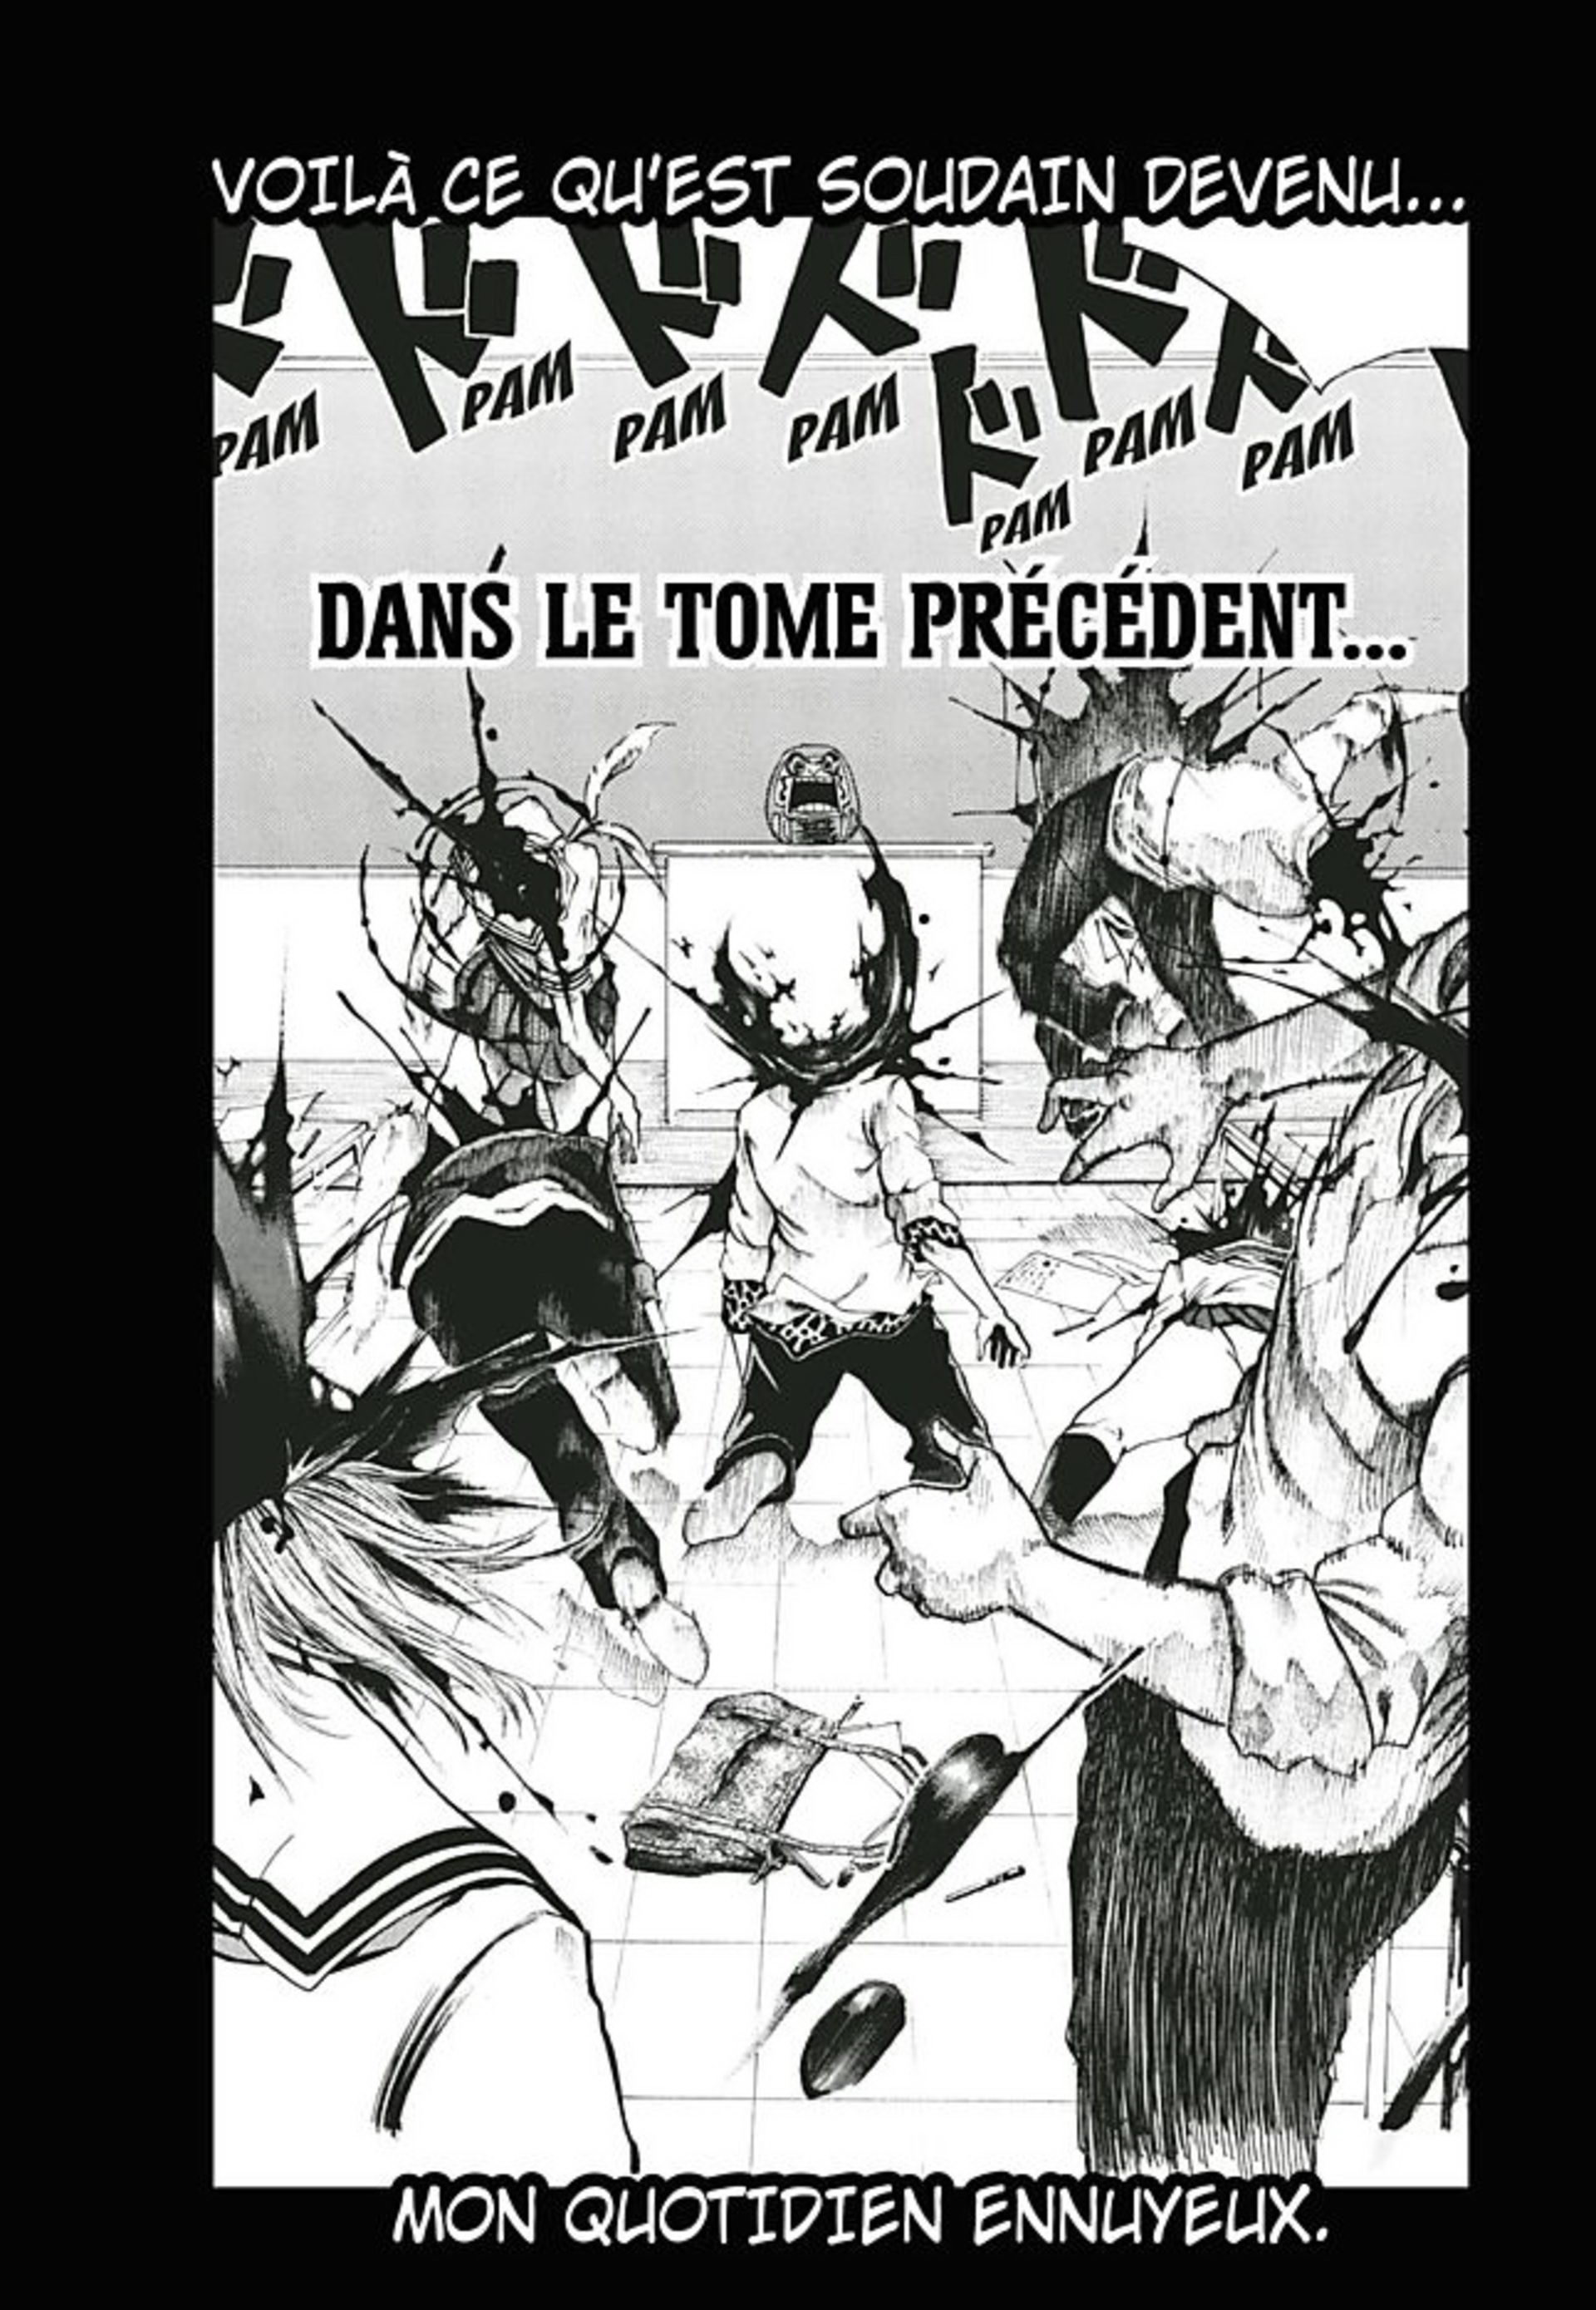 VOILÀ CE QU'EST SOUDAIN DEVENU...
ド ド ド ド ド ド ド
PAM PAM PAM PAM PAM PAM PAM
DANS LE TOME PRÉCÉDENT...
MON QUOTIDIEN ENNUYEUX.